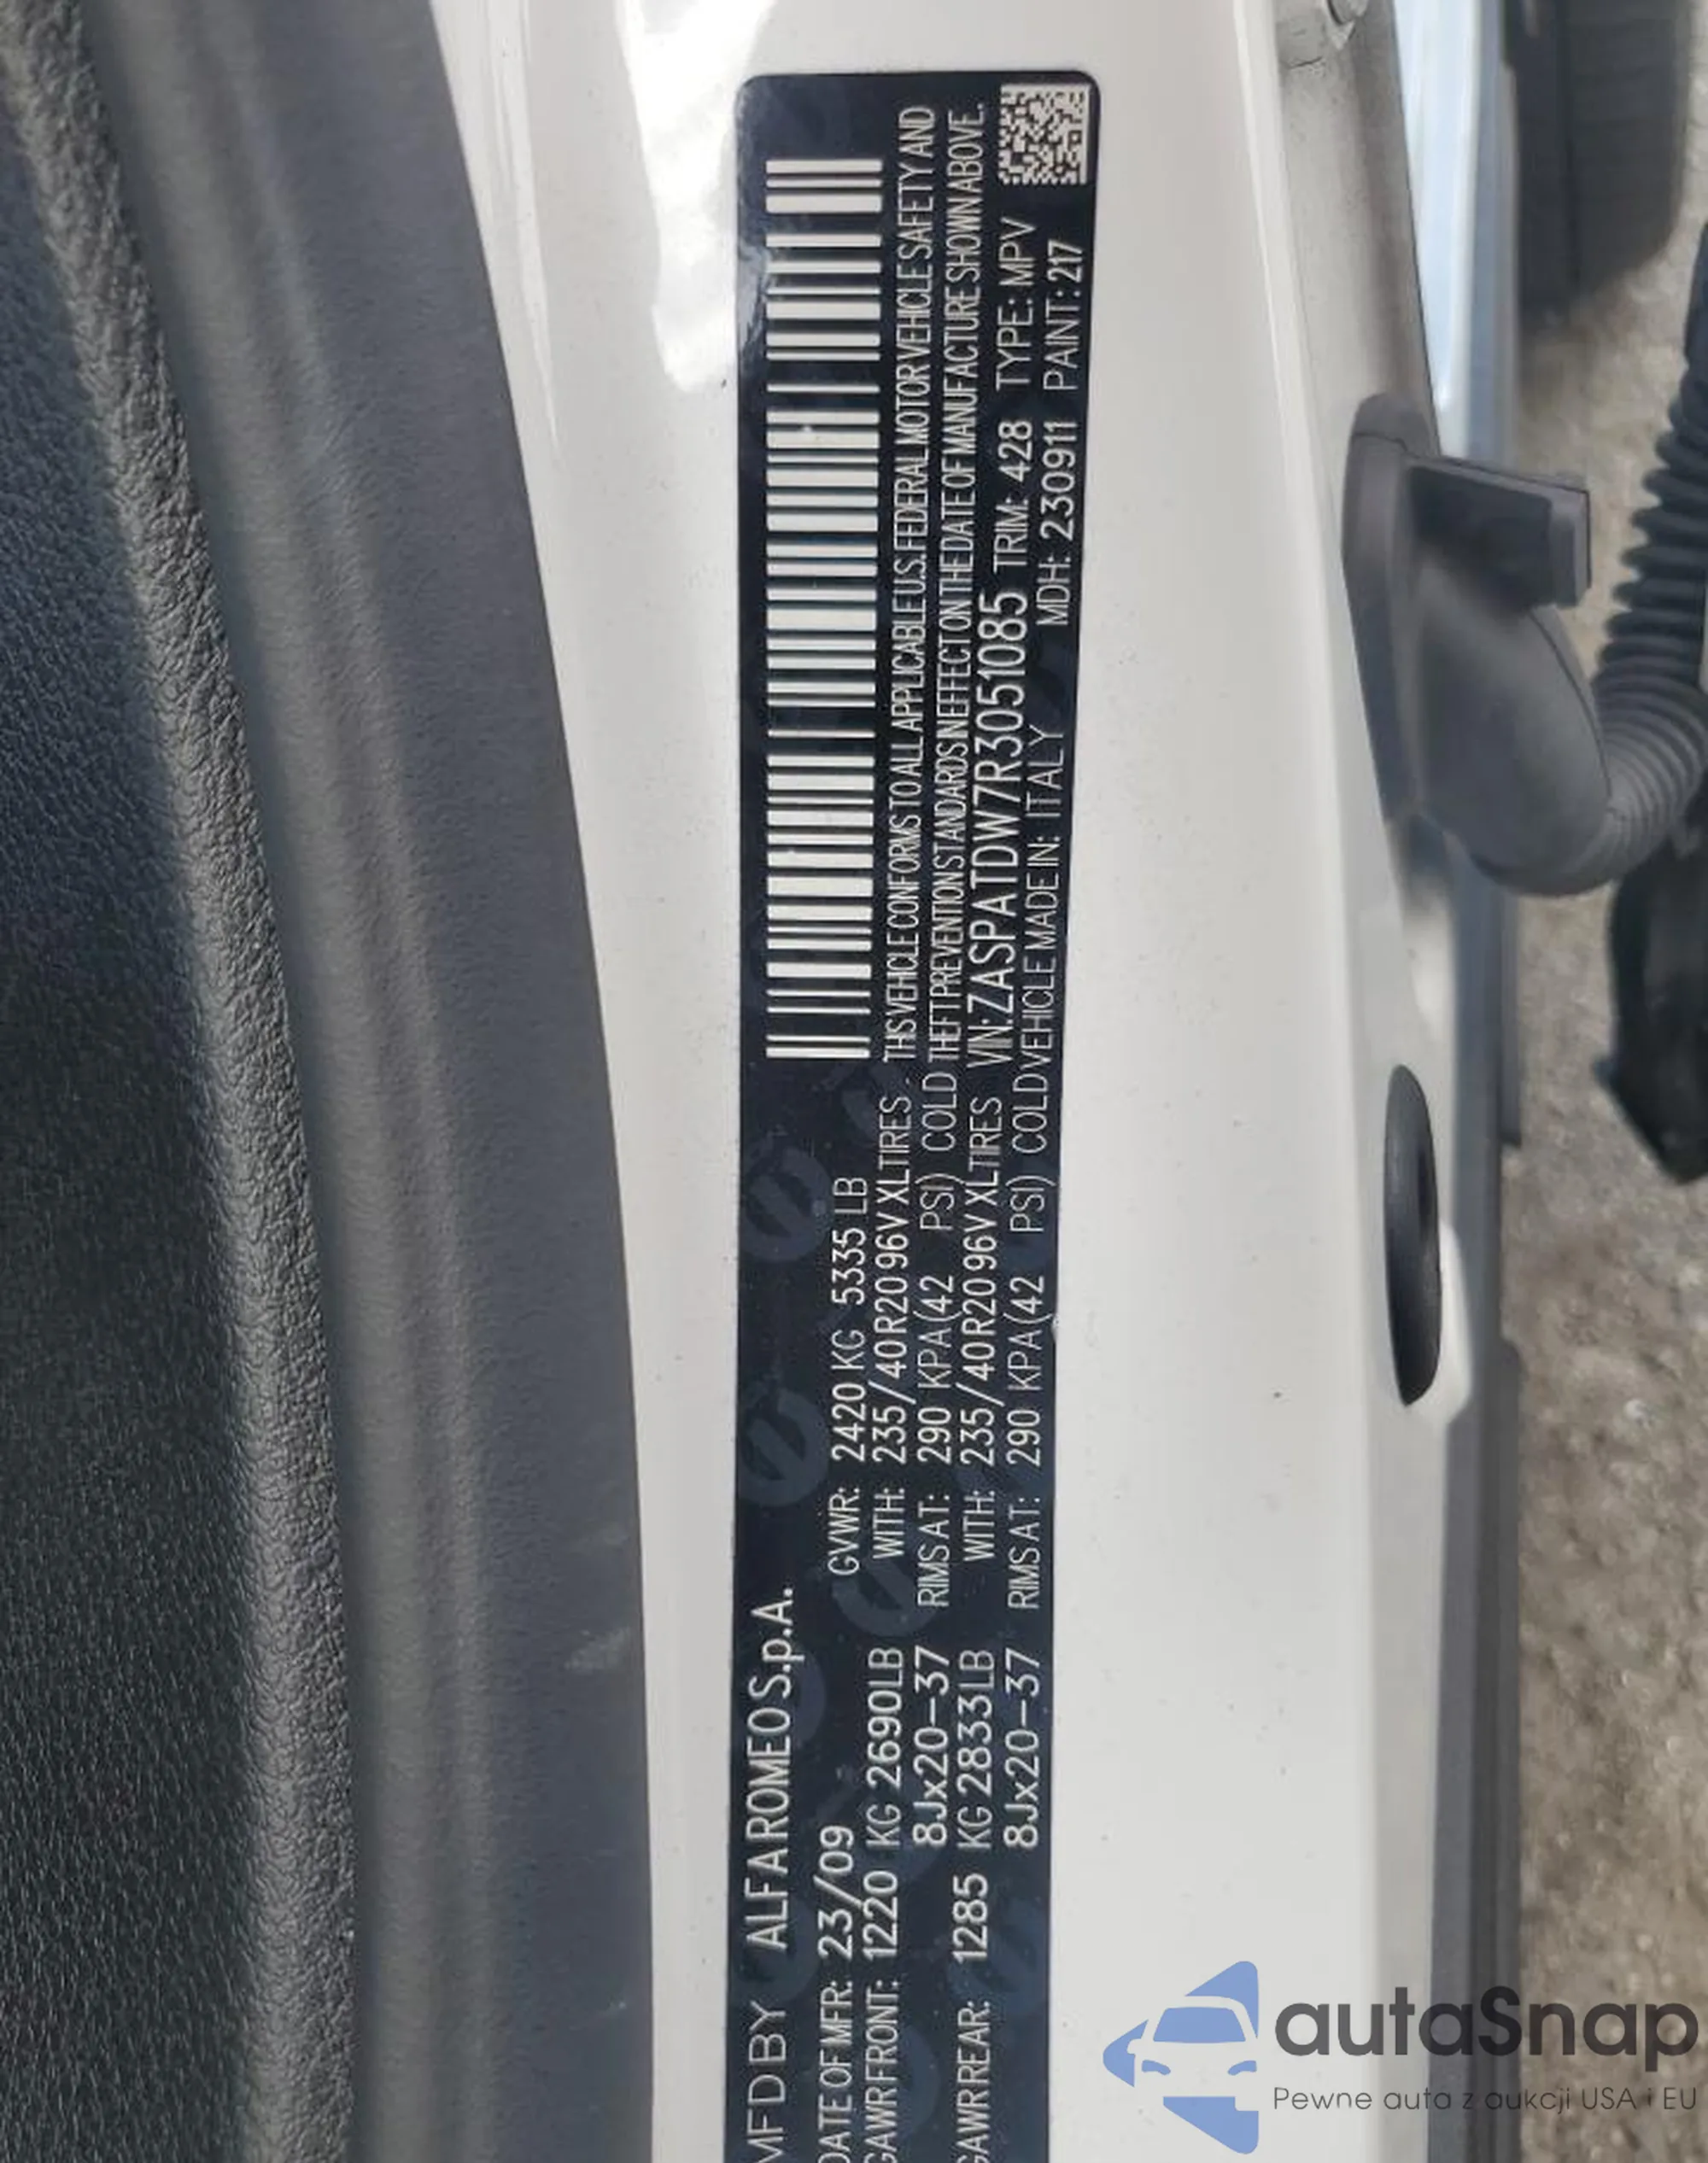 MFD BY ALFA ROMEO S.p.A.
DATE OF MFR: 23/09 GVWR: 2420 KG 5335 LB
GAWR FRONT: 1220 KG 2690LB WITH: 235/40R20 96V XL TIRES
8Jx20-37 RIMS AT: 290 KPA (42 PSI) COLD
GAWR REAR: 1285 KG 2833LB WITH: 235/40R20 96V XL TIRES
8Jx20-37 RIMS AT: 290 KPA (42 PSI) COLD
THIS VEHICLE CONFORMS TO ALL APPLICABLE U.S. FEDERAL MOTOR VEHICLE SAFETY AND
THEFT PREVENTION STANDARDS IN EFFECT ON THE DATE OF MANUFACTURE SHOWN ABOVE.
VIN: ZASPATDW7R3051085 TRIM: 428 TYPE: MPV
VEHICLE MADE IN: ITALY MDH: 230911 PAINT: 217
autaSnap
Pewne auta z aukcji USA i EU